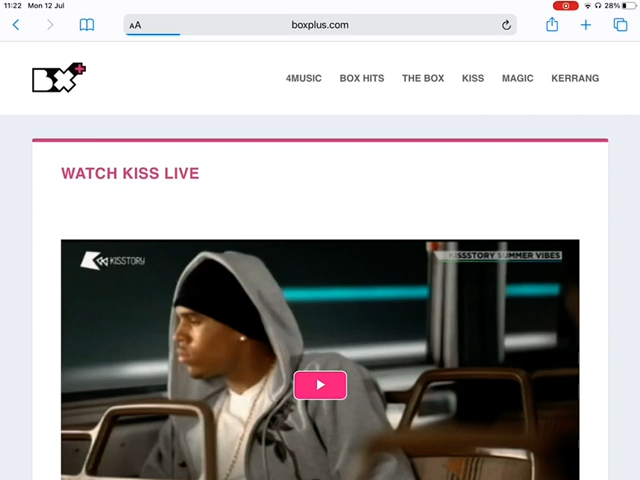 11:22 Mon 12 Jul 28%
AA boxplus.com
BX+
4MUSIC BOX HITS THE BOX KISS MAGIC KERRANG
WATCH KISS LIVE
KISSTORY
KISSTORY SUMMER VIBES